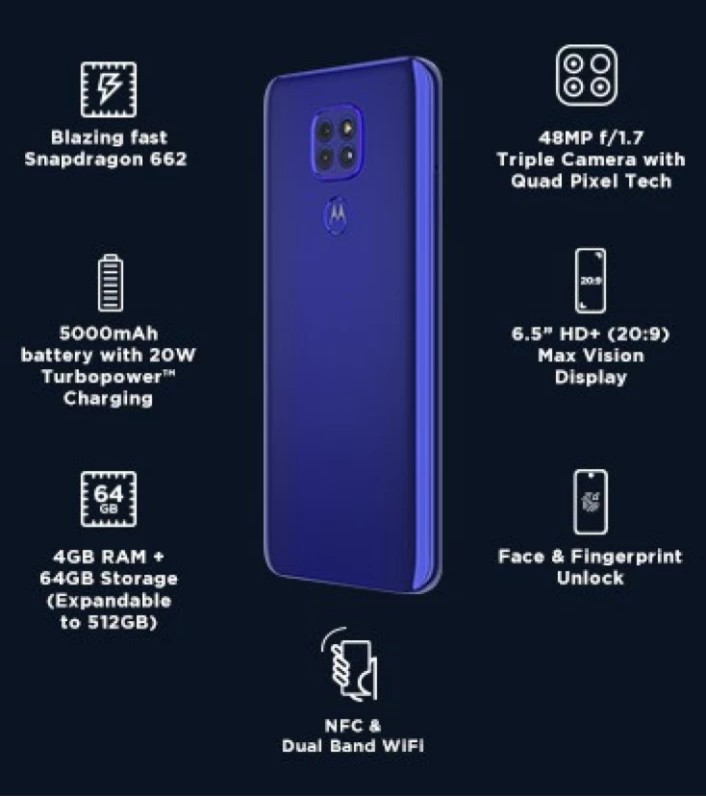 Blazing fast
Snapdragon 662
48MP f/1.7
Triple Camera with
Quad Pixel Tech
5000mAh
battery with 20W
Turbopower™
Charging
20:9
6.5” HD+ (20:9)
Max Vision
Display
64
GB
4GB RAM +
64GB Storage
(Expandable
to 512GB)
Face & Fingerprint
Unlock
NFC &
Dual Band WiFi